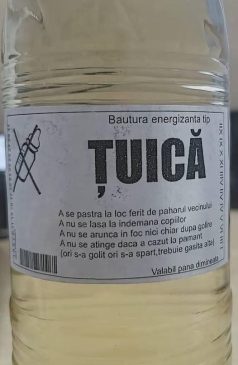 Bautura energizanta tip
ȚUICĂ
A se pastra la loc ferit de paharul vecinului
A nu se lasa la indemana copiilor
A nu se arunca in foc nici chiar dupa golire
A nu se atinge daca a cazut la pamant
(ori s-a golit ori s-a spart,trebuie gasita alta)
Valabil pana dimineata